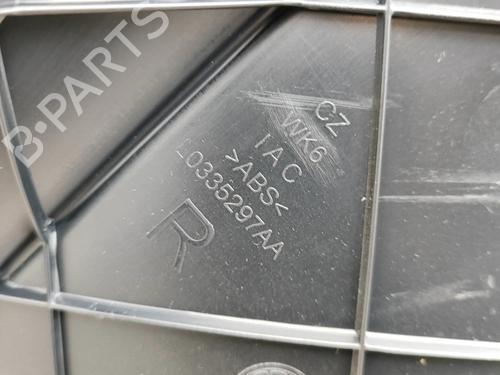 B-PARTS
CZ
WK6
IAC
>ABS<
L0335297AA
R